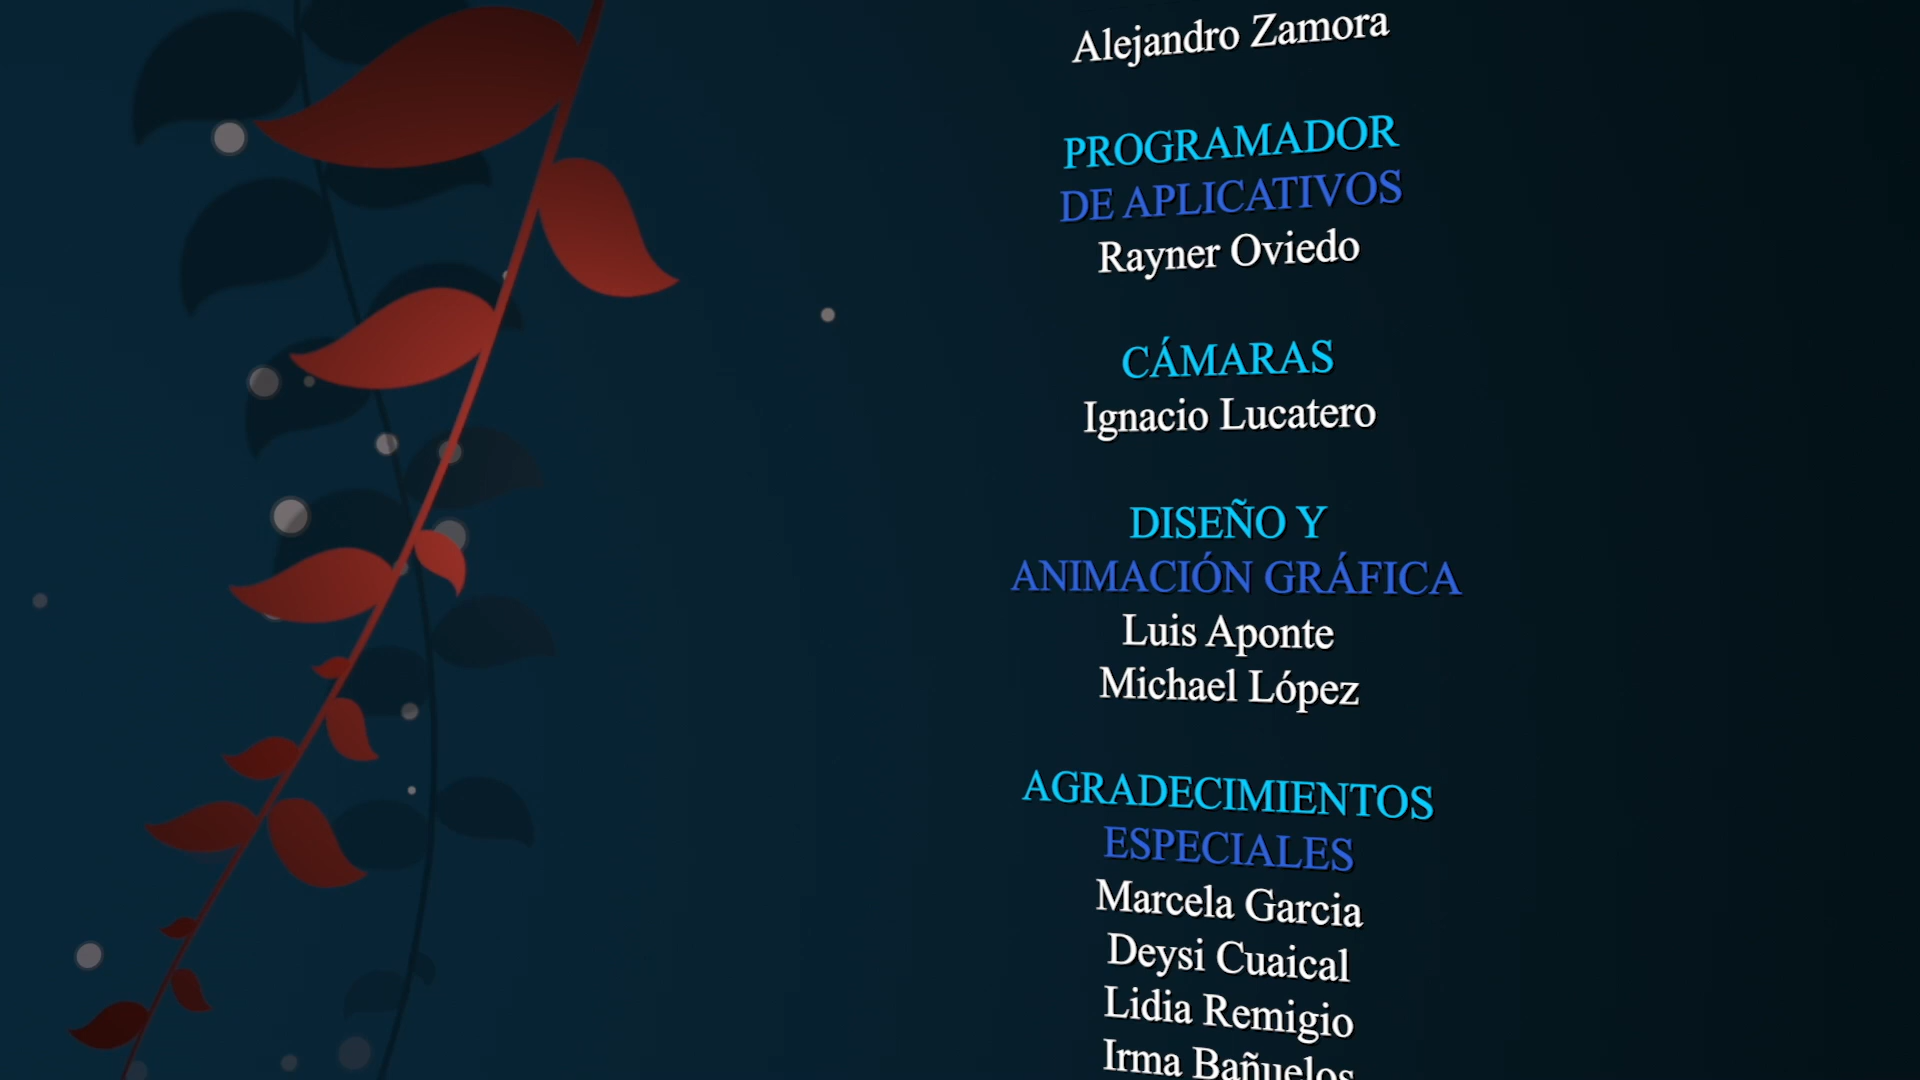 Alejandro Zamora
PROGRAMADOR
DE APLICATIVOS
Rayner Oviedo
CÁMARAS
Ignacio Lucatero
DISEÑO Y
ANIMACIÓN GRÁFICA
Luis Aponte
Michael López
AGRADECIMIENTOS
ESPECIALES
Marcela Garcia
Deysi Cuaical
Lidia Remigio
Irma Bañuelos